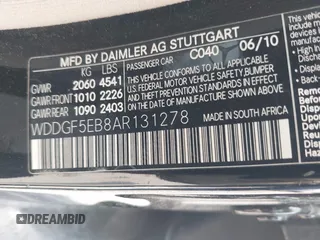 MFD BY DAIMLER AG STUTTGART
PASSENGER CAR C040 06/10
KG LBS
GVWR 2060 4541
GAWR FRONT 1010 2226
GAWR REAR 1090 2403
THIS VEHICLE CONFORMS TO ALL APPLICABLE
U.S. FEDERAL MOTOR VEHICLE SAFETY, BUMPER
AND THEFT PREVENTION STANDARDS IN EFFECT
ON THE DATE OF MANUFACTURE SHOWN ABOVE.
WDDGF5EB8AR131278
MADE IN SOUTH AFRICA
DREAMBID